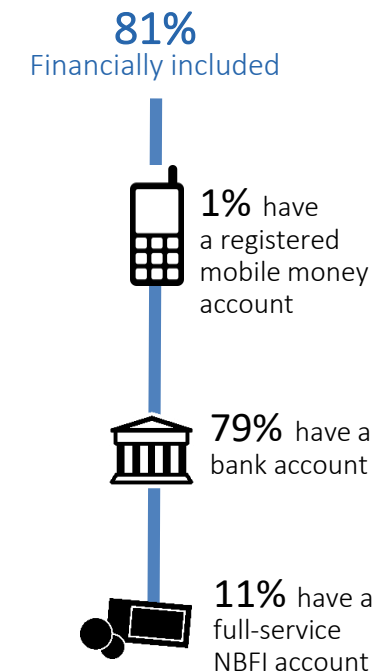 81%
Financially included
1% have
a registered
mobile money
account
79% have a
bank account
11% have a
full-service
NBFI account